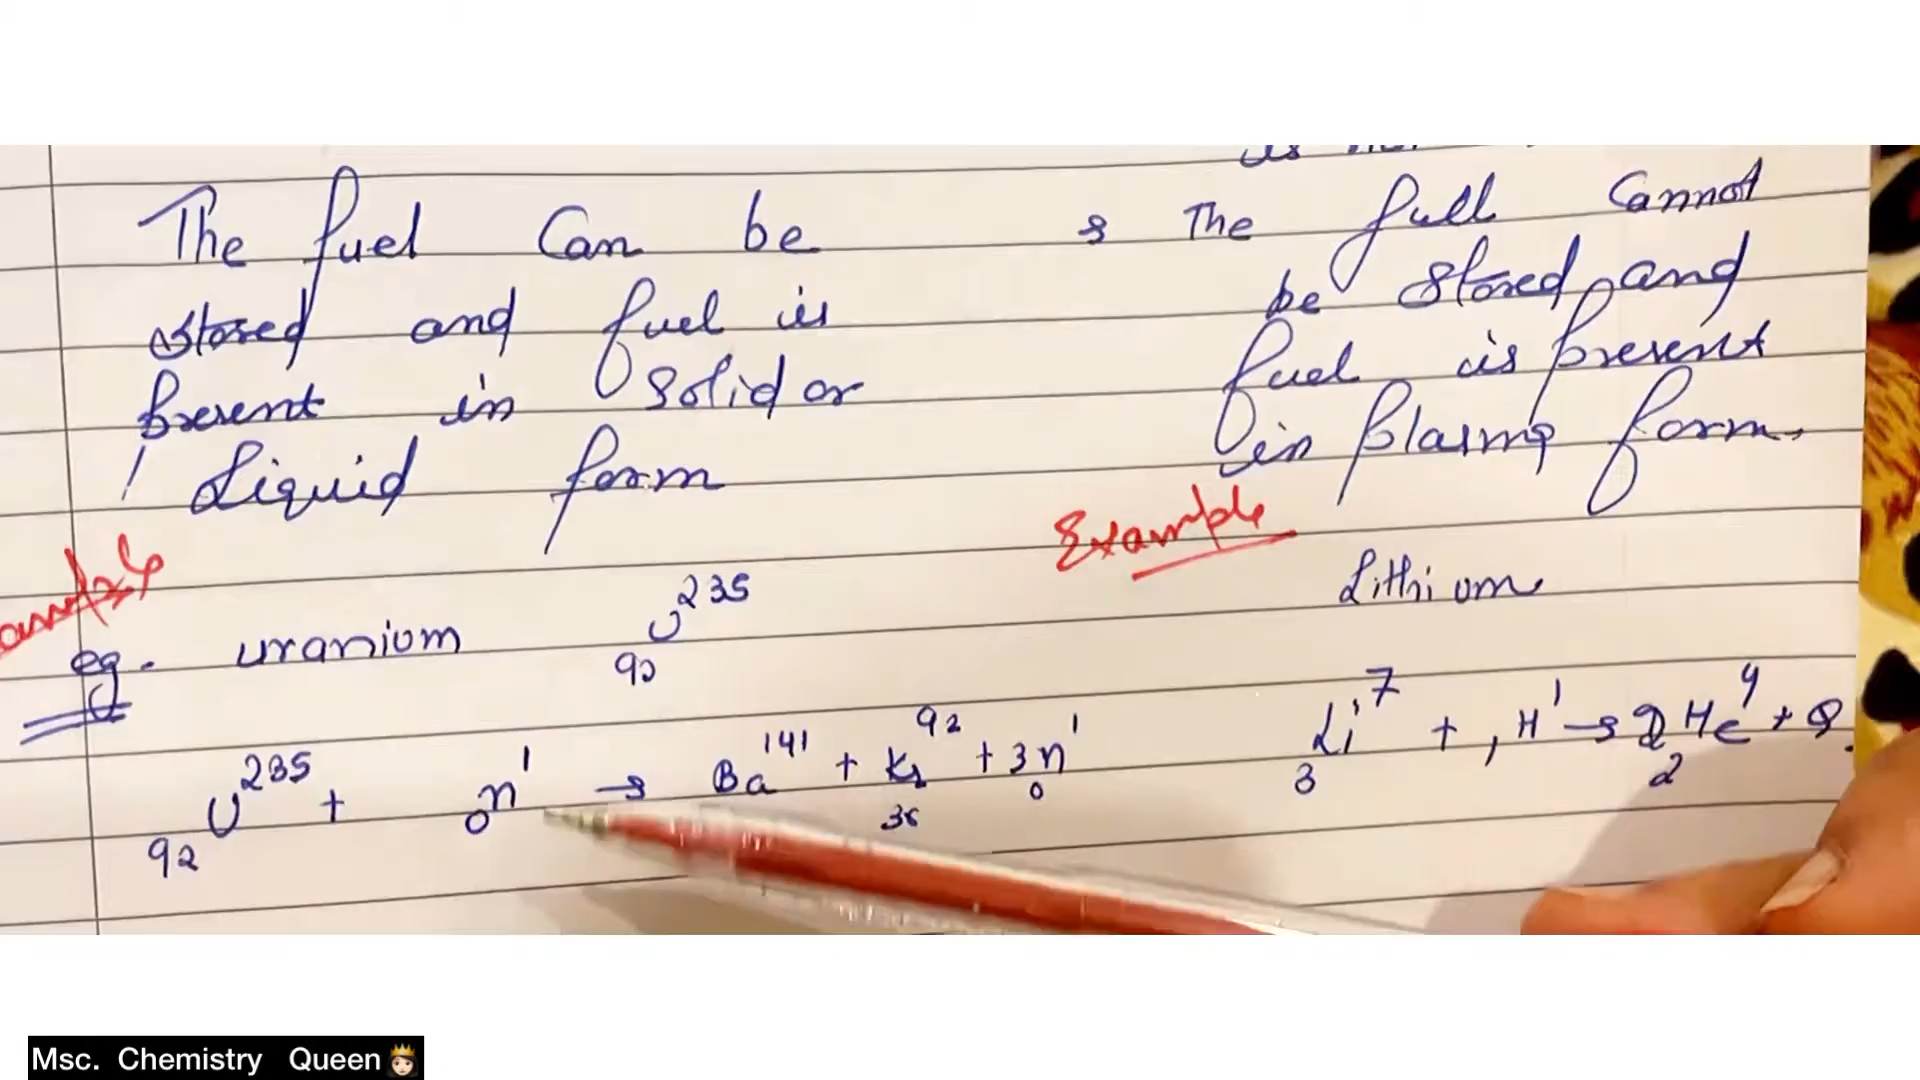 The fuel can be
stored and fuel is
present in solid or
Liquid form
eg. uranium 92U235
92U235 + 0n1 → Ba141 + 36Kr92 + 3 0n1
The full cannot
be stored and
fuel is present
in plasma form.
Example
Lithium
3Li7 + 1H1 → 2 2He4 + Q.
Msc. Chemistry Queen👸🏻